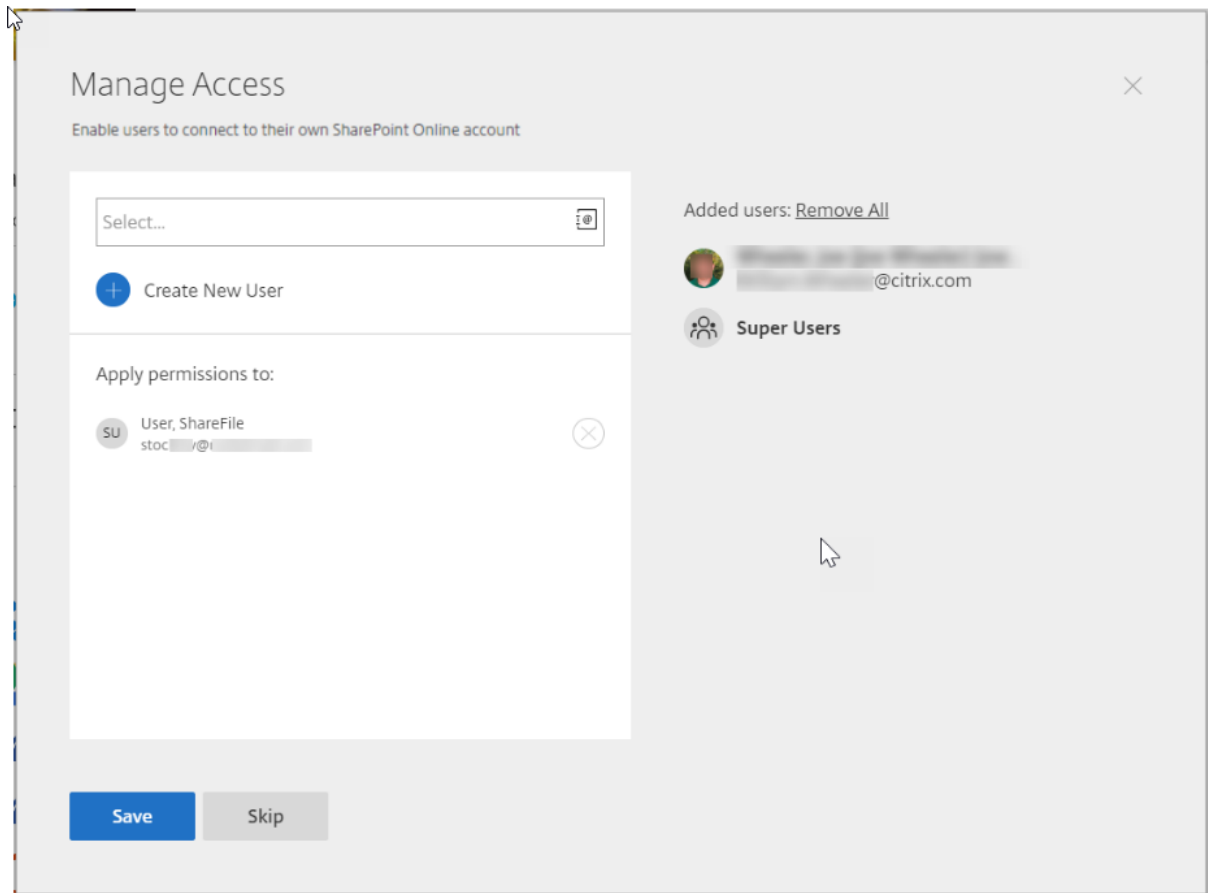 Manage Access
Enable users to connect to their own SharePoint Online account
Select...
Create New User
Apply permissions to:
SU
User, ShareFile
stoc
Added users: Remove All
@citrix.com
Super Users
Save
Skip